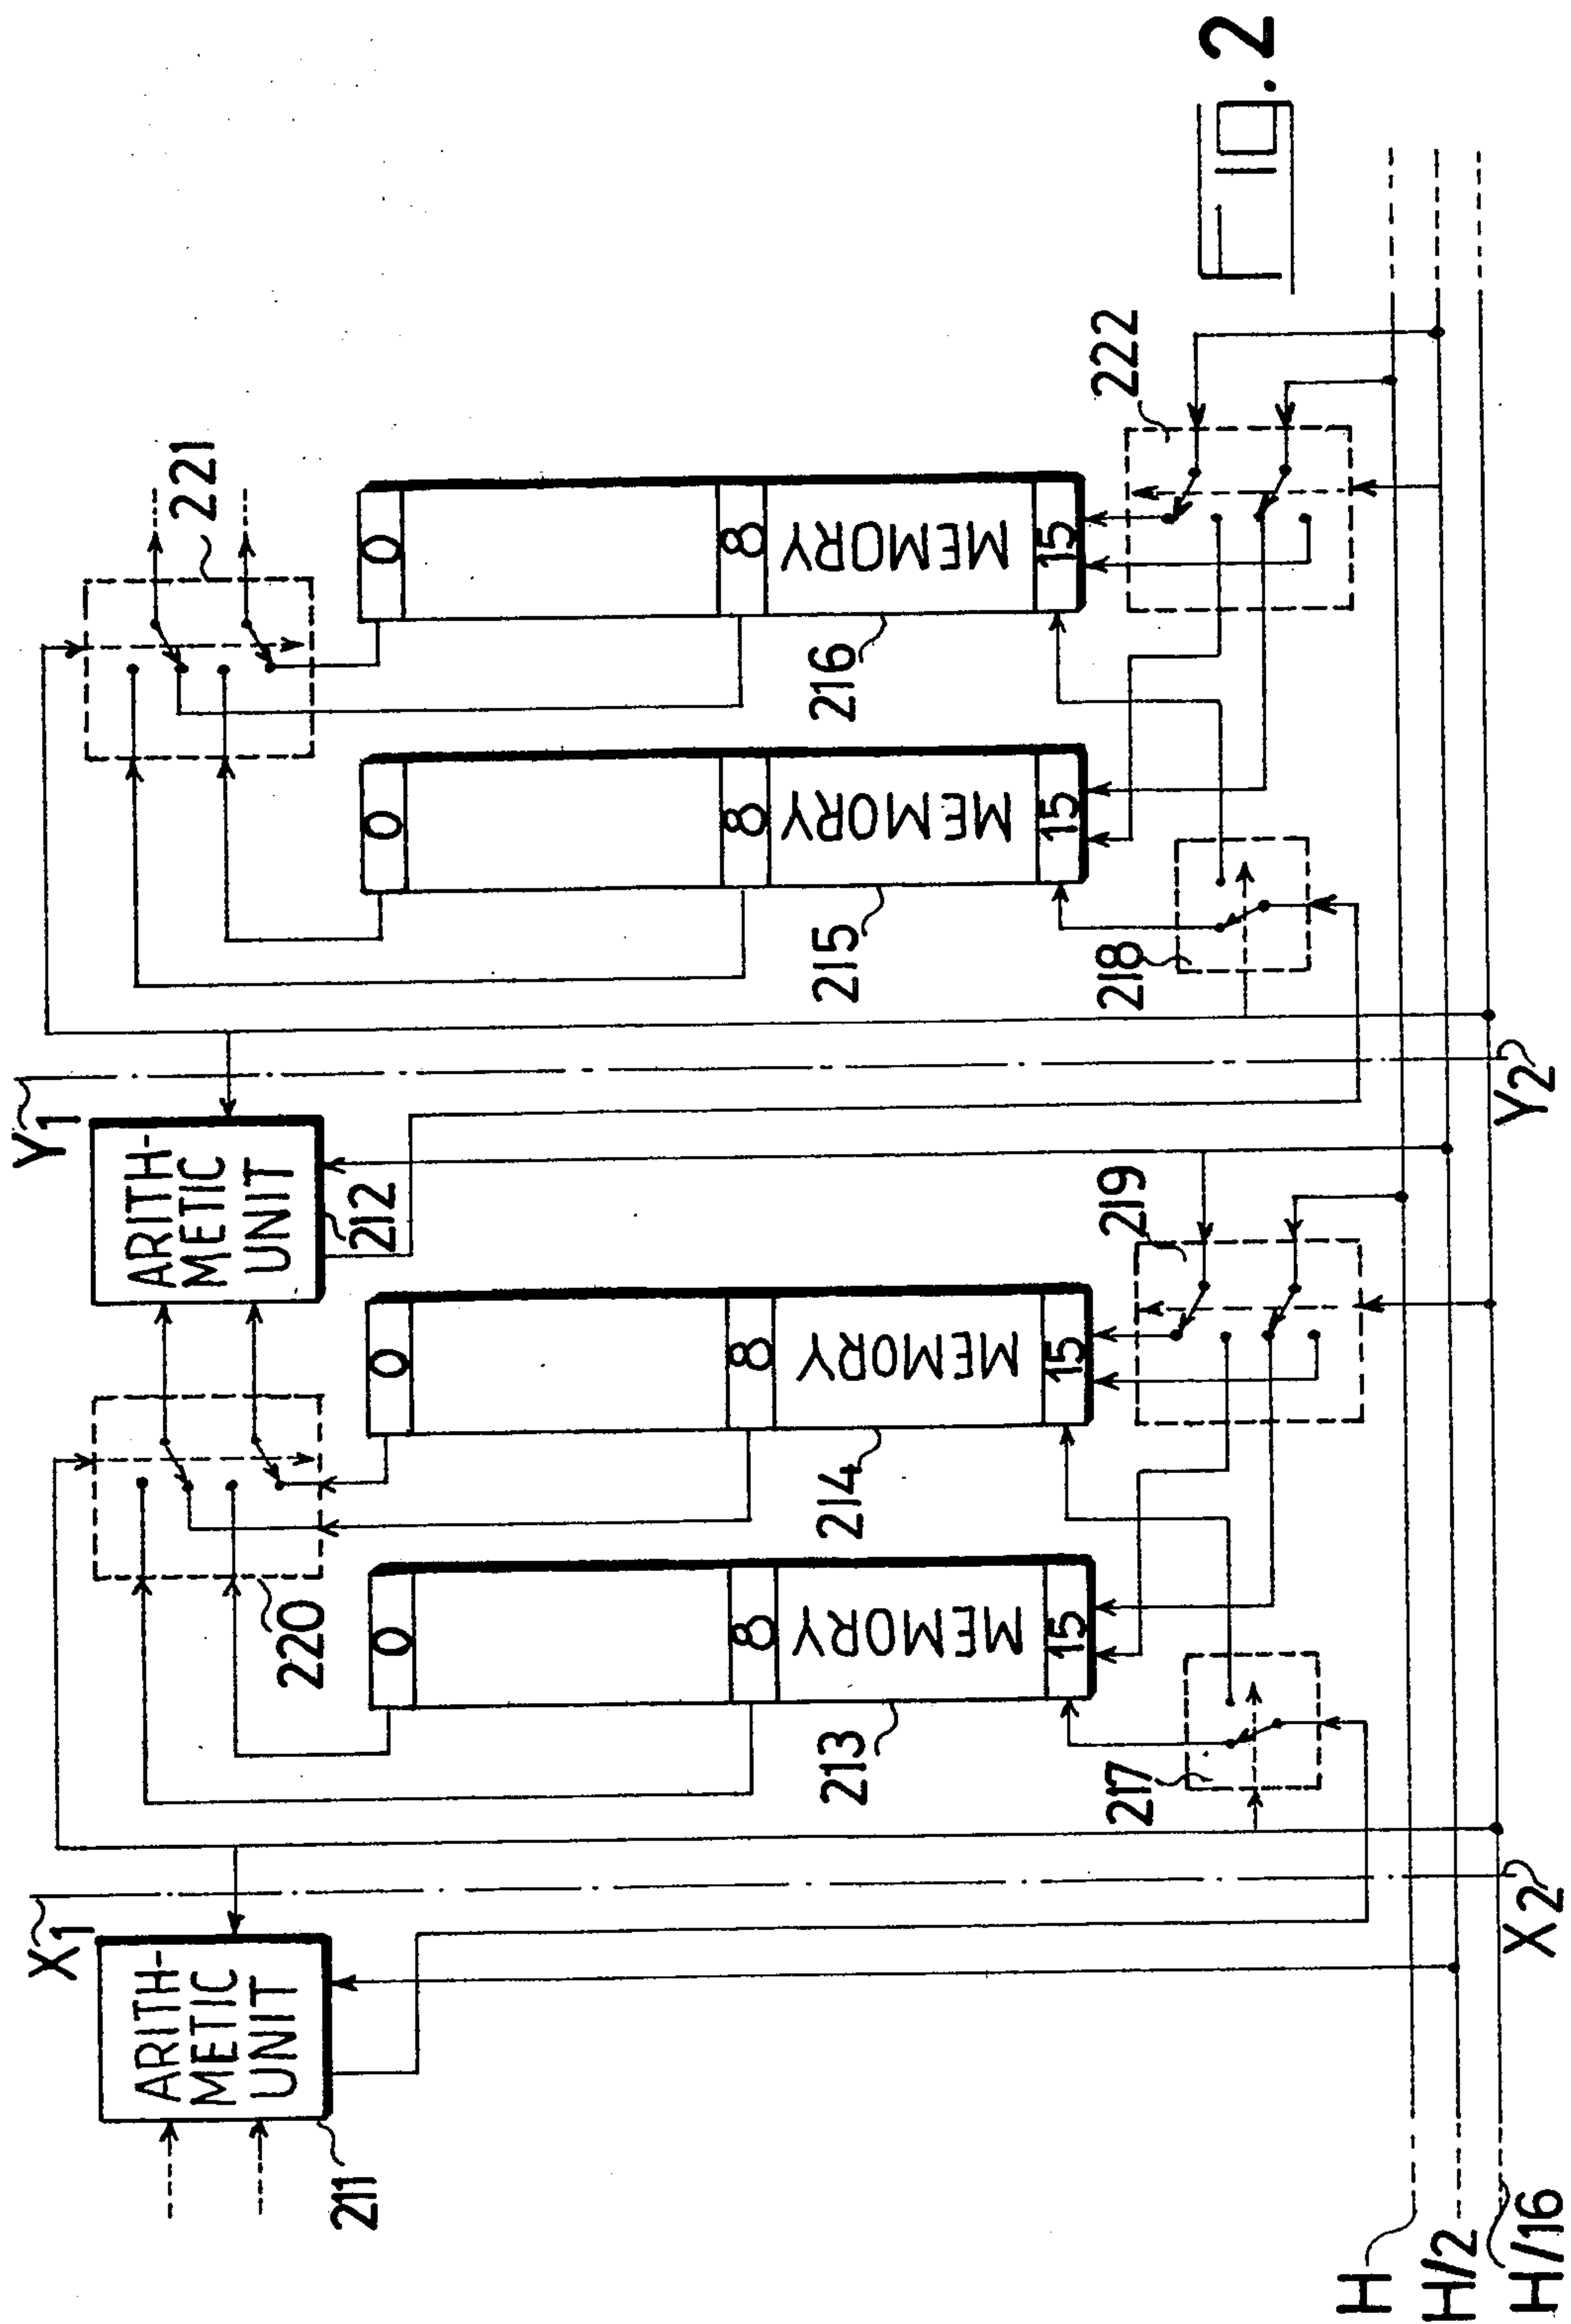 X1
Y1
ARITH-
METIC
UNIT
211
ARITH-
METIC
UNIT
212
220
221
0
8
MEMORY
15
213
0
8
MEMORY
15
214
0
8
MEMORY
15
215
0
8
MEMORY
15
216
217
219
218
222
H
H/2
H/16
X2
Y2
FIG. 2